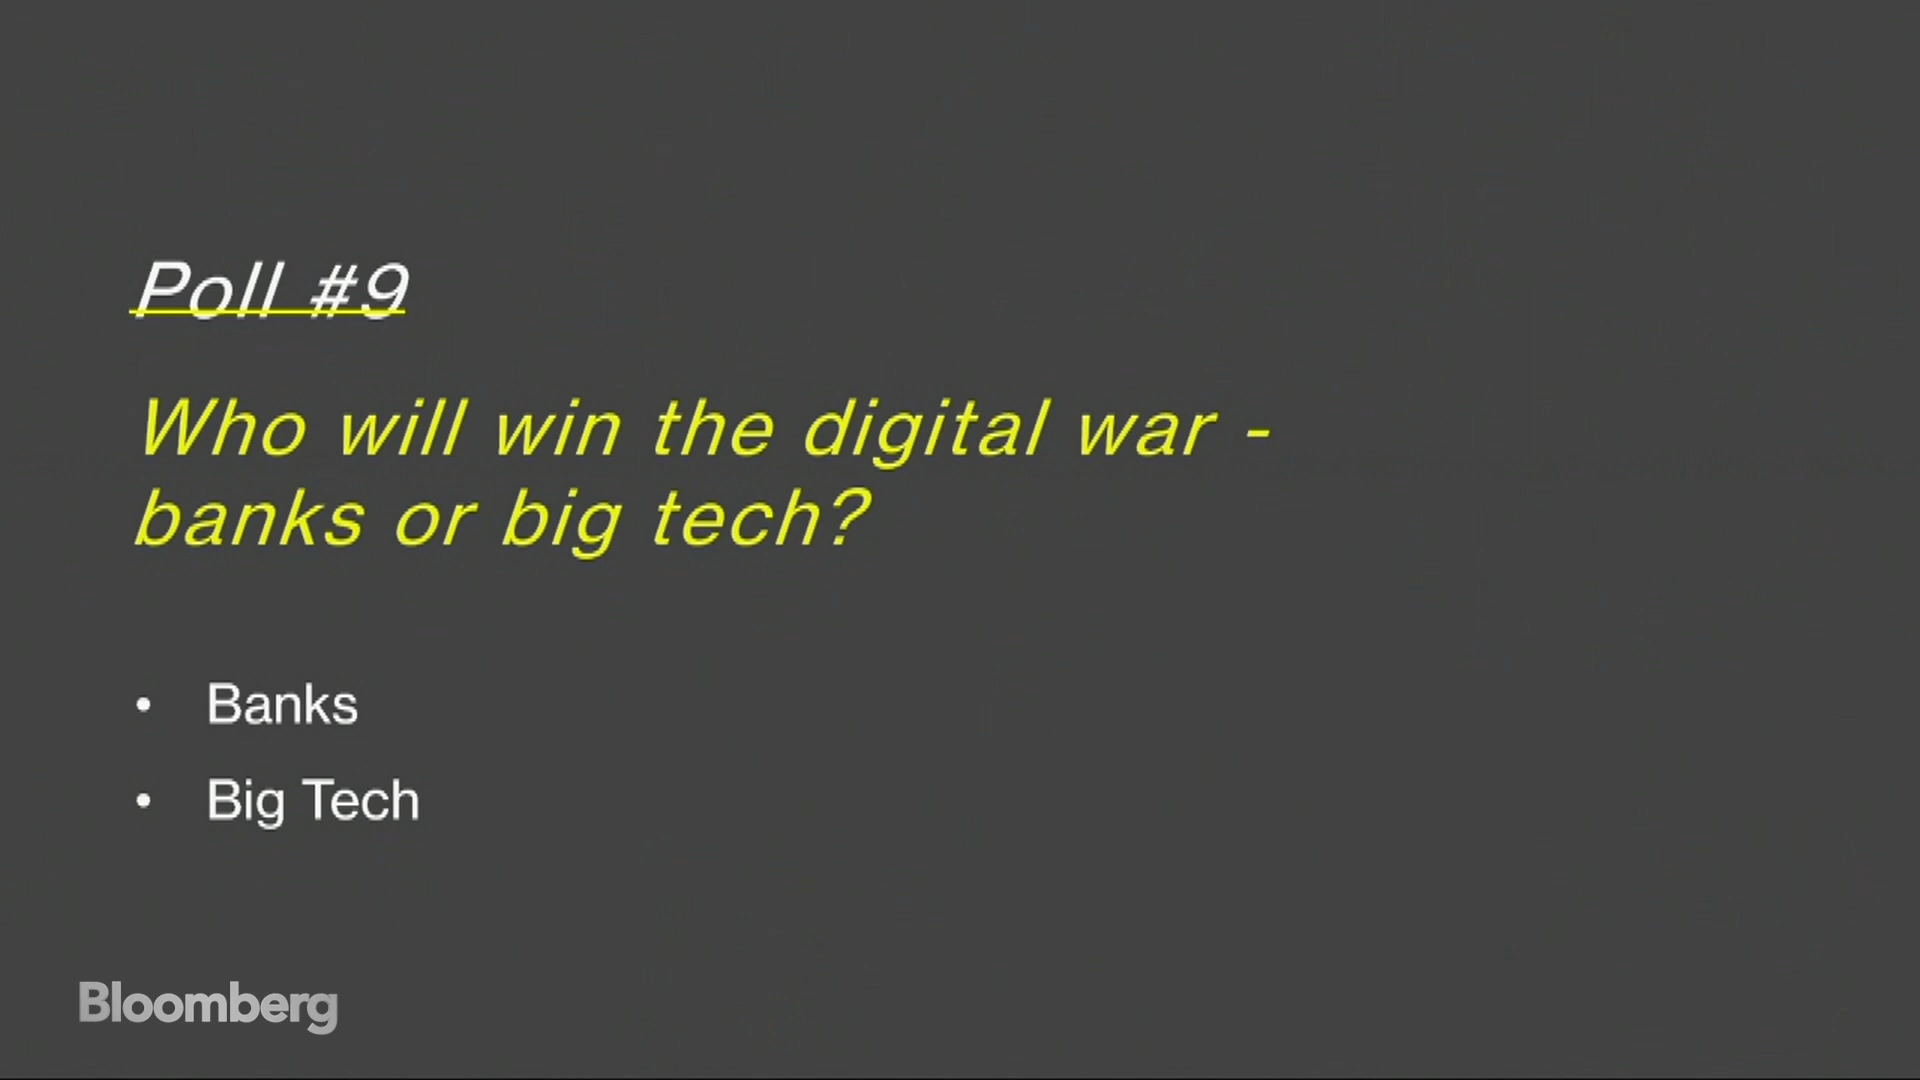 Poll #9
Who will win the digital war -
banks or big tech?
• Banks
• Big Tech
Bloomberg